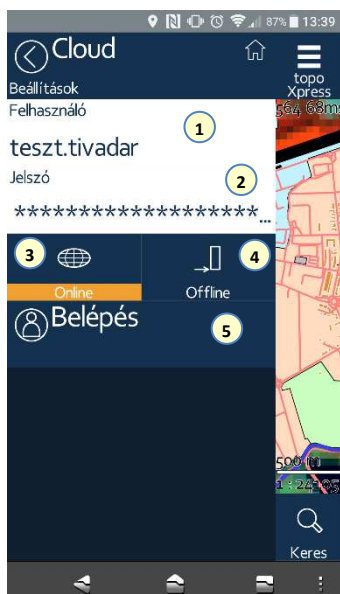 87% 13:39
Cloud
Beállítások
topo
Xpress
Felhasználó
1
teszt.tivadar
Jelszó
2
********************...
3
4
Online
Offline
Belépés
5
500 m
Keres